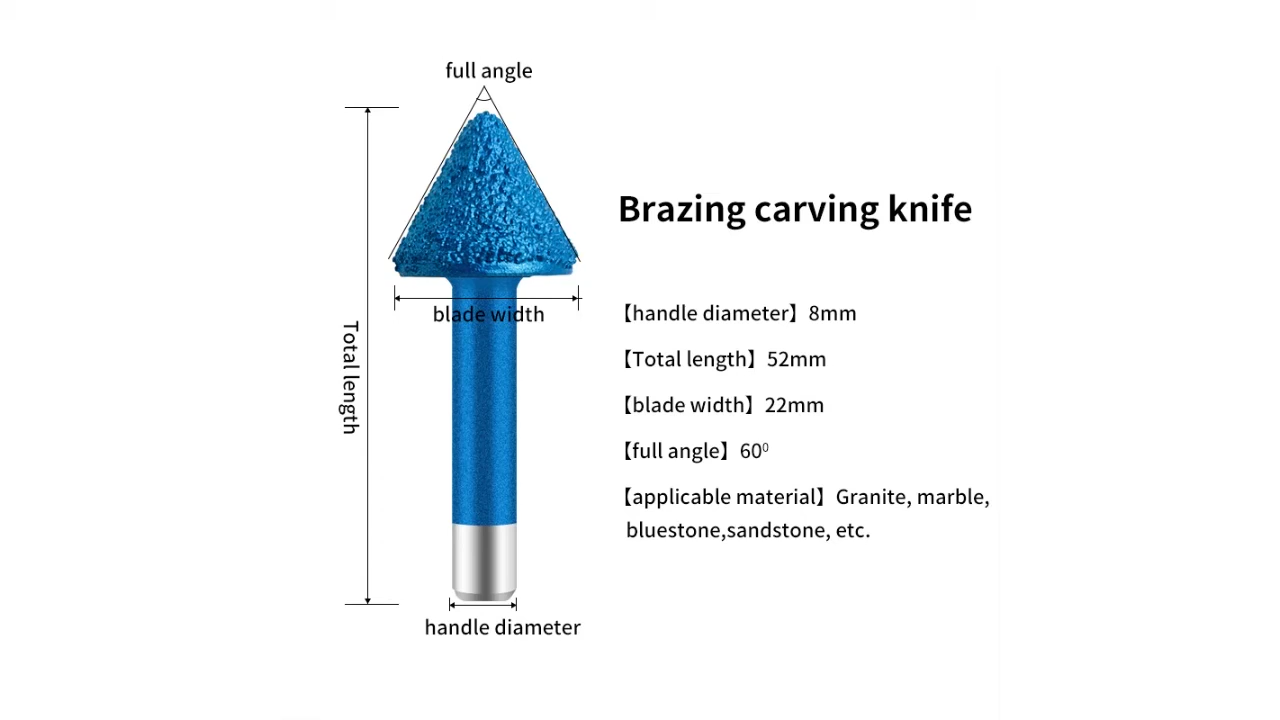 full angle
Brazing carving knife
blade width
Total length
【handle diameter】8mm
【Total length】52mm
【blade width】22mm
【full angle】60⁰
【applicable material】Granite, marble,
bluestone,sandstone, etc.
handle diameter